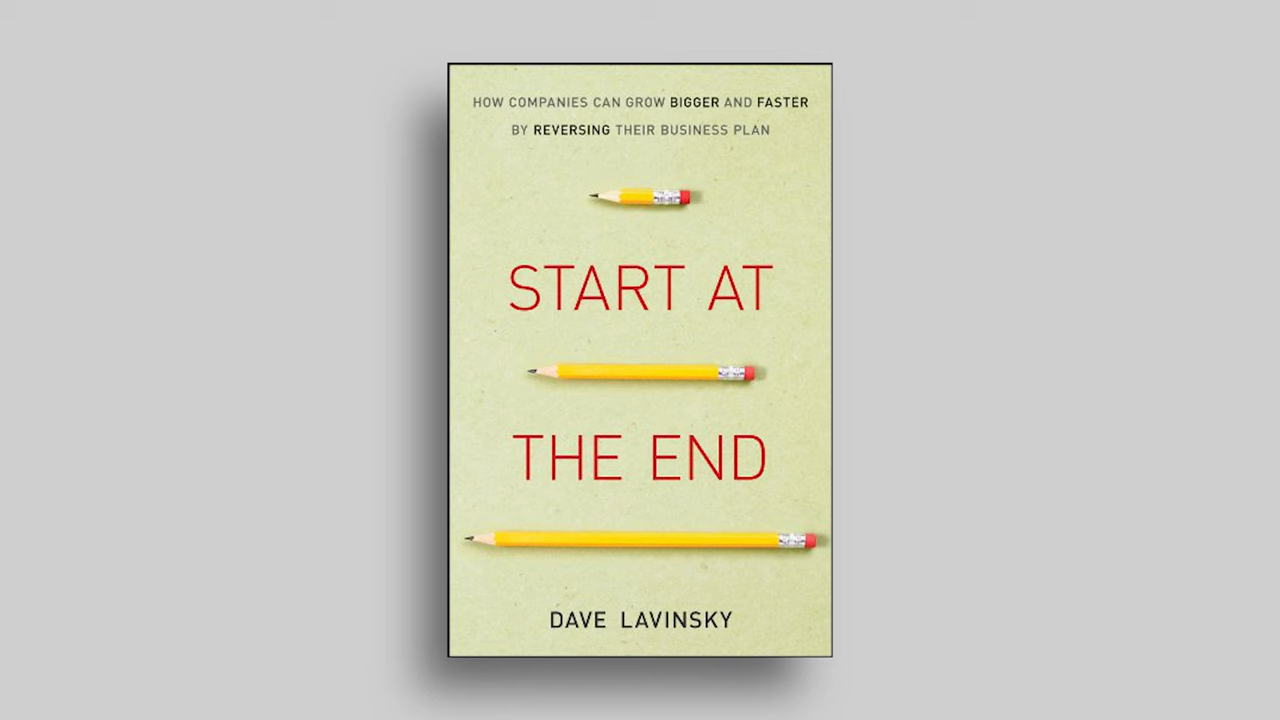 HOW COMPANIES CAN GROW BIGGER AND FASTER
BY REVERSING THEIR BUSINESS PLAN
START AT
THE END
DAVE LAVINSKY